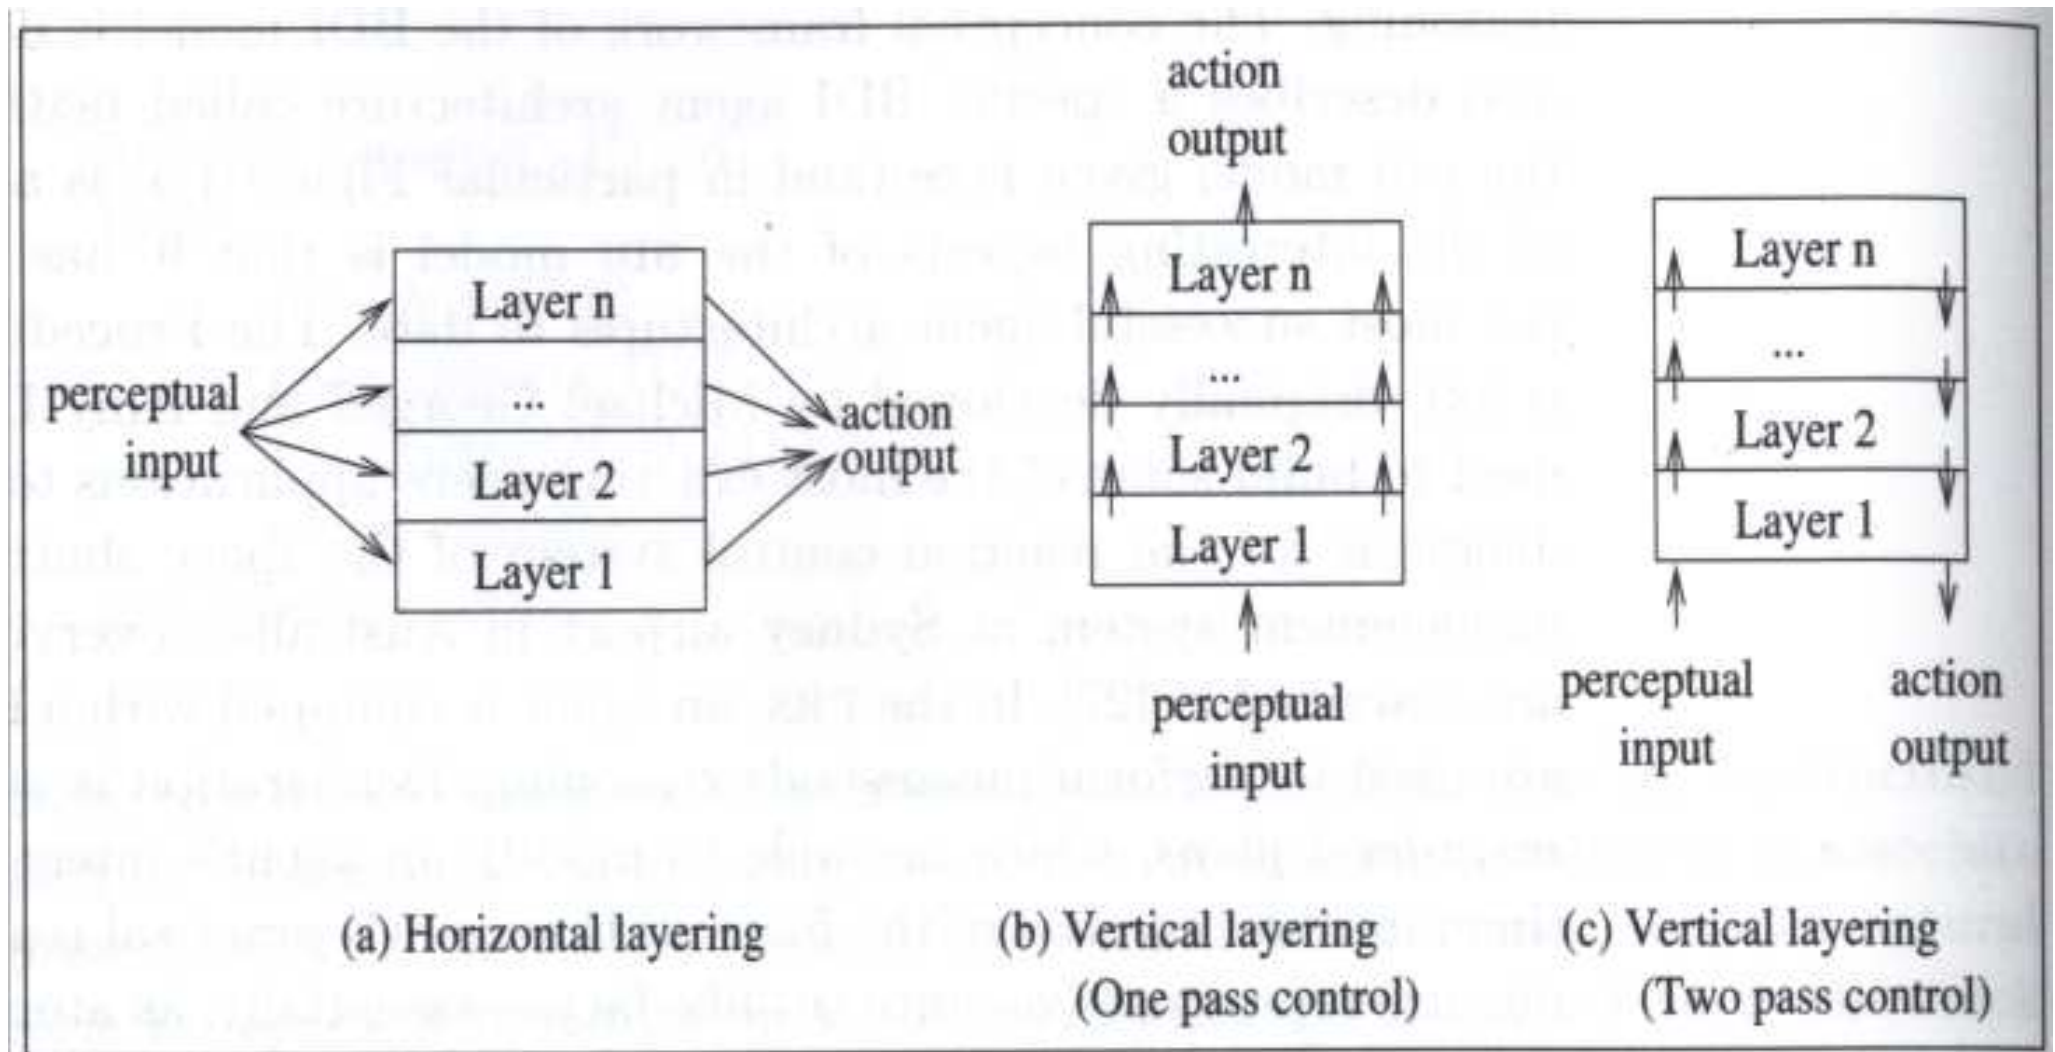 perceptual
input
Layer n
...
Layer 2
Layer 1
action
output
(a) Horizontal layering
action
output
Layer n
...
Layer 2
Layer 1
perceptual
input
(b) Vertical layering
(One pass control)
Layer n
...
Layer 2
Layer 1
perceptual
input
action
output
(c) Vertical layering
(Two pass control)